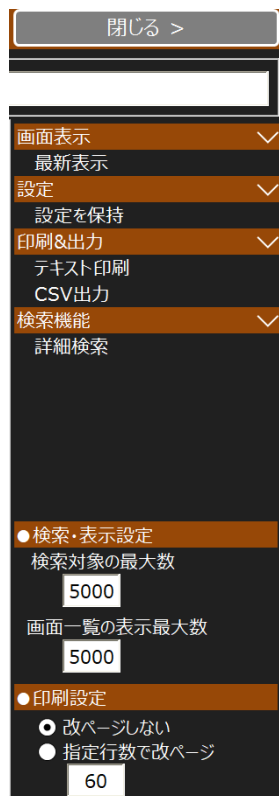 閉じる >
画面表示
最新表示
設定
設定を保持
印刷&出力
テキスト印刷
CSV出力
検索機能
詳細検索
●検索・表示設定
検索対象の最大数
5000
画面一覧の表示最大数
5000
●印刷設定
改ページしない
指定行数で改ページ
60